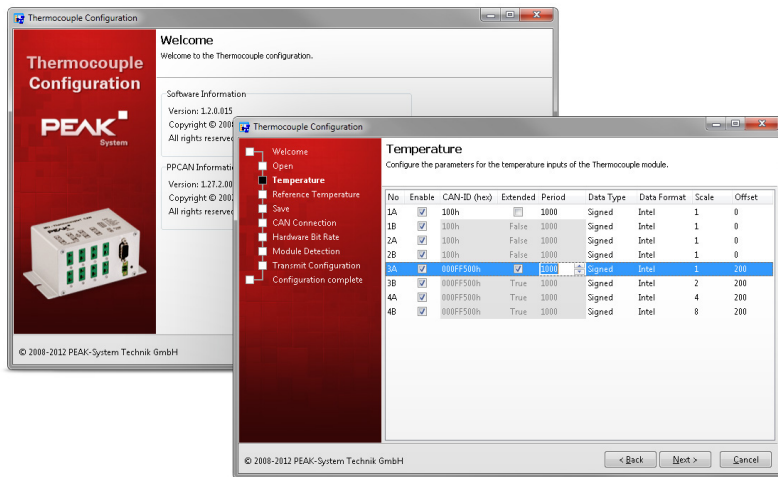 Thermocouple Configuration
Thermocouple
Configuration
PEAK
System
Welcome
Welcome to the Thermocouple configuration.
Software Information
Version: 1.2.0.015
Copyright ©
All rights
PPCAN
Version: 1.27.2.00
Copyright ©
All rights
© 2008-2012 PEAK-System Technik GmbH
Thermocouple Configuration
Welcome
Open
Temperature
Reference Temperature
Save
CAN Connection
Hardware Bit Rate
Module Detection
Transmit Configuration
Configuration complete
Temperature
Configure the parameters for the temperature inputs of the Thermocouple module.
No Enable CAN-ID (hex) Extended Period Data Type Data Format Scale Offset
1A 100h 1000 Signed Intel 1 0
1B 100h False 1000 Signed Intel 1 0
2A 100h False 1000 Signed Intel 1 0
2B 100h False 1000 Signed Intel 1 0
3A 000FF500h 1000 Signed Intel 1 200
3B 000FF500h True 1000 Signed Intel 2 200
4A 000FF500h True 1000 Signed Intel 4 200
4B 000FF500h True 1000 Signed Intel 8 200
© 2008-2012 PEAK-System Technik GmbH
< Back Next > Cancel